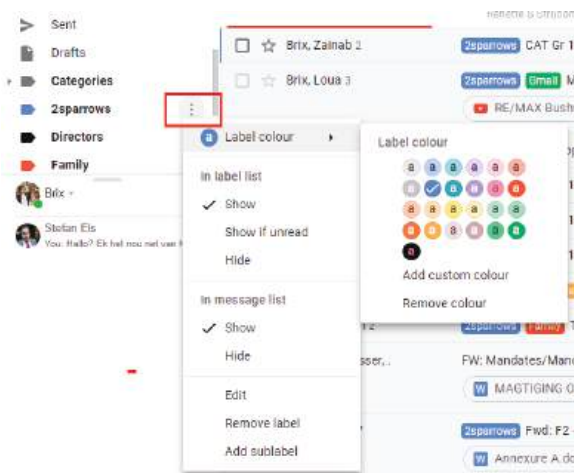 Sent
Drafts
Categories
2sparrows
Directors
Family
Brix
Stefan Els
You: Hallo? Ek het nou net van
Brix, Zainab 2
2sparrows CAT Gr 1
Brix, Loua 3
2sparrows Gmail M
RE/MAX Bush
a Label colour
In label list
Show
Show if unread
Hide
In message list
Show
Hide
Edit
Remove label
Add sublabel
Label colour
a a a a a a
a a a a a
a a a a a a
a a a a a a
a
Add custom colour
Remove colour
2sparrows Family
FW: Mandates/Man
W MAGTIGING O
2sparrows Fwd: F2
W Annexure A.do